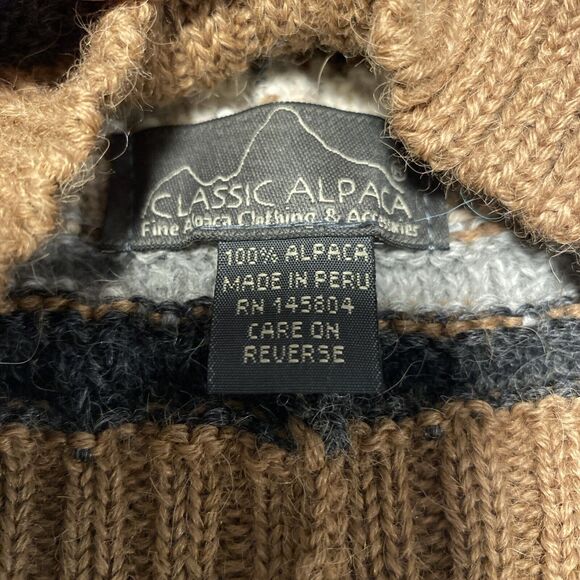 ®
CLASSIC ALPACA
Fine Alpaca Clothing & Accessories
100% ALPACA
MADE IN PERU
RN 145804
CARE ON
REVERSE